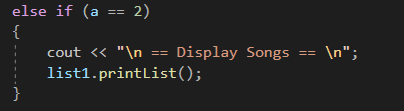 else if (a == 2)
{
    cout << "\n == Display Songs == \n";
    list1.printList();
}